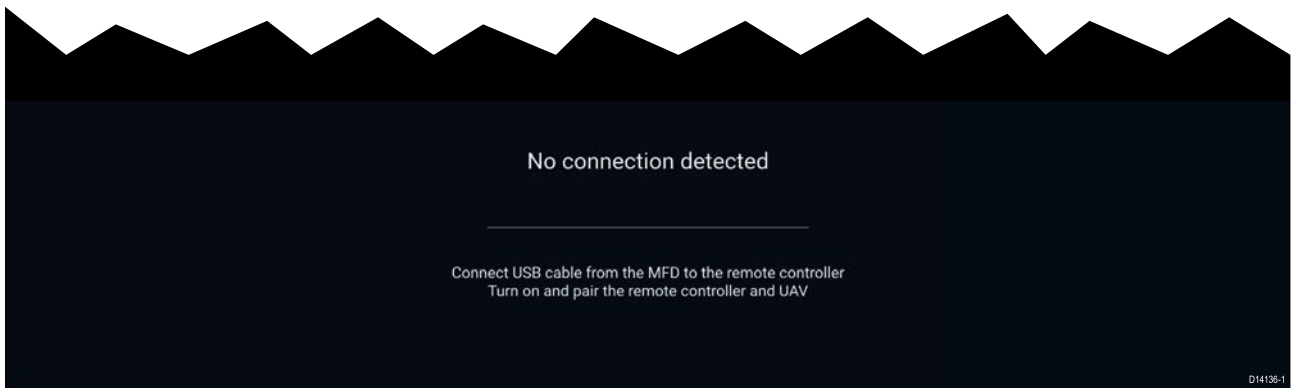 No connection detected
Connect USB cable from the MFD to the remote controller
Turn on and pair the remote controller and UAV
D14136-1